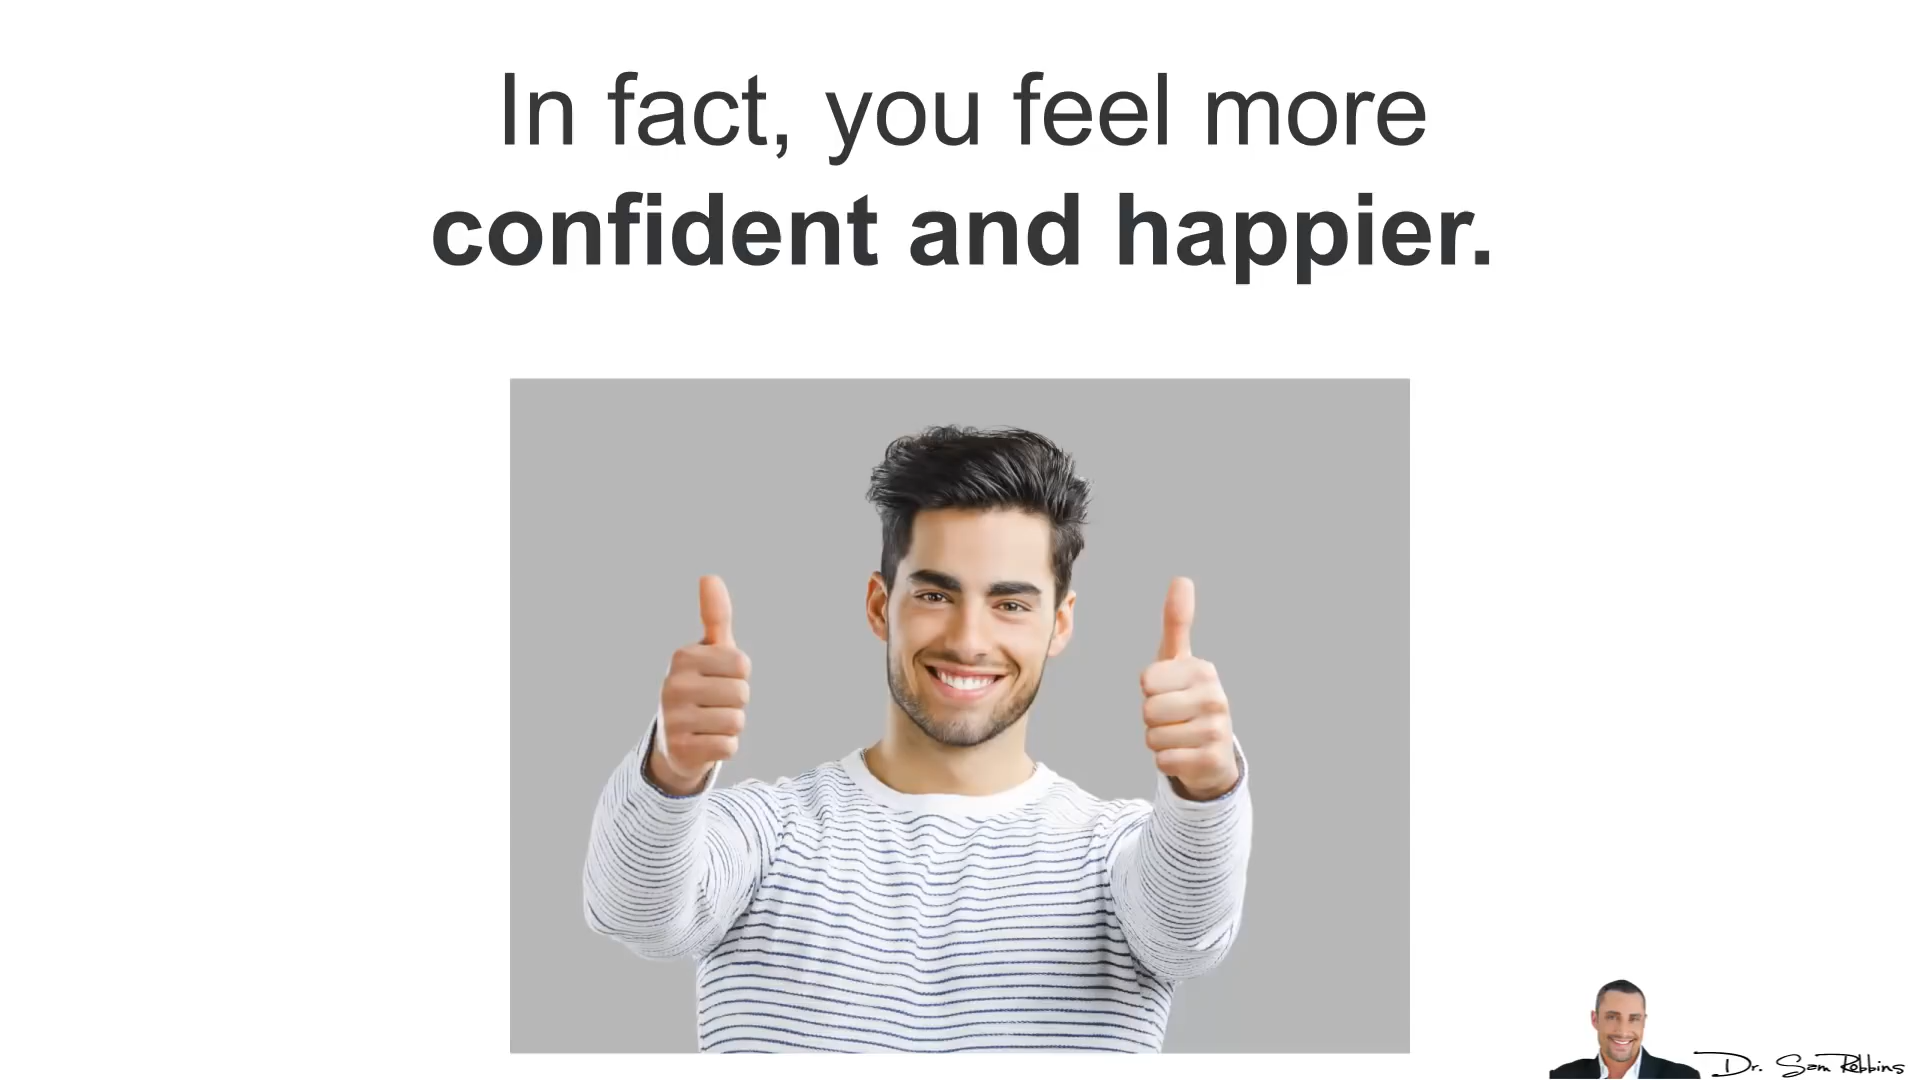 In fact, you feel more
confident and happier.
Dr. Sam Robbins